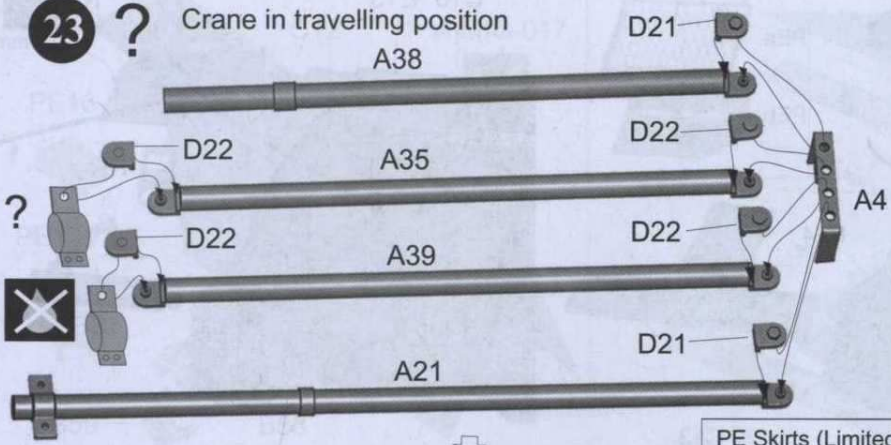 23 ? Crane in travelling position
D21
A38
D22
D22
A35
?
A4
D22
D22
A39
D21
A21
PE Skirts (Limited